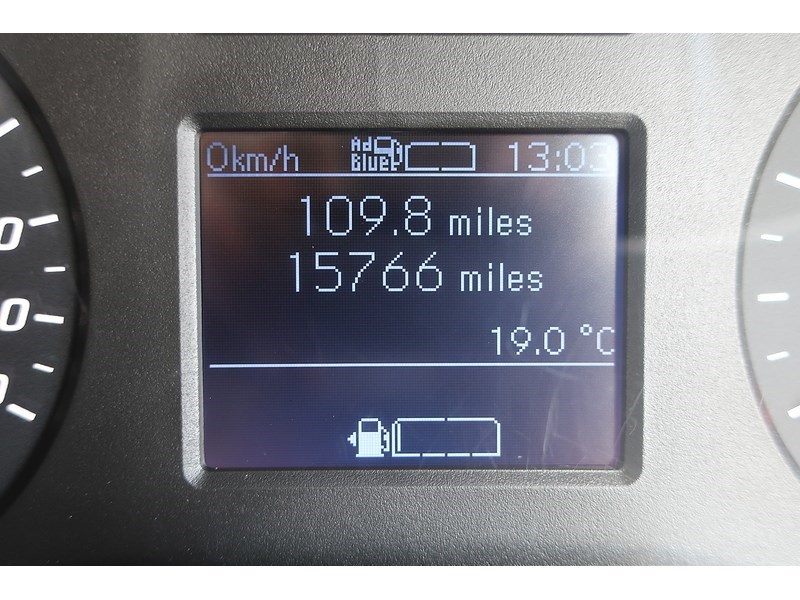 0km/h Ad Blue 13:03
109.8 miles
15766 miles
19.0 °C